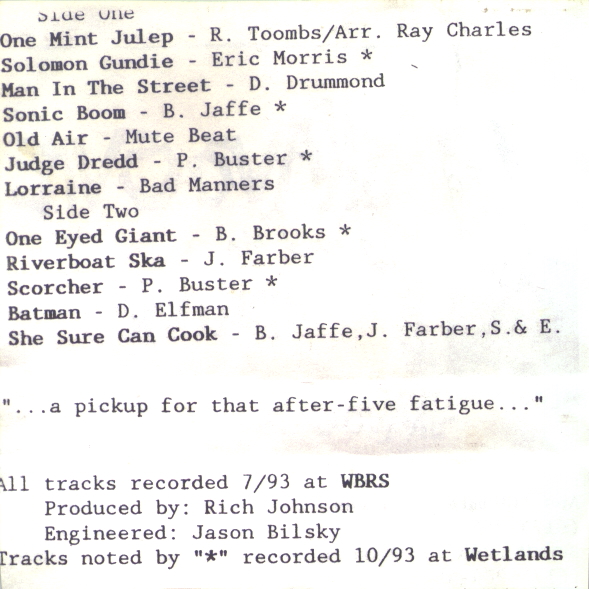 Side One
One Mint Julep - R. Toombs/Arr. Ray Charles
Solomon Gundie - Eric Morris *
Man In The Street - D. Drummond
Sonic Boom - B. Jaffe *
Old Air - Mute Beat
Judge Dredd - P. Buster *
Lorraine - Bad Manners
Side Two
One Eyed Giant - B. Brooks *
Riverboat Ska - J. Farber
Scorcher - P. Buster *
Batman - D. Elfman
She Sure Can Cook - B. Jaffe,J. Farber,S.& E.
"...a pickup for that after-five fatigue..."
All tracks recorded 7/93 at WBRS
Produced by: Rich Johnson
Engineered: Jason Bilsky
Tracks noted by "*" recorded 10/93 at Wetlands